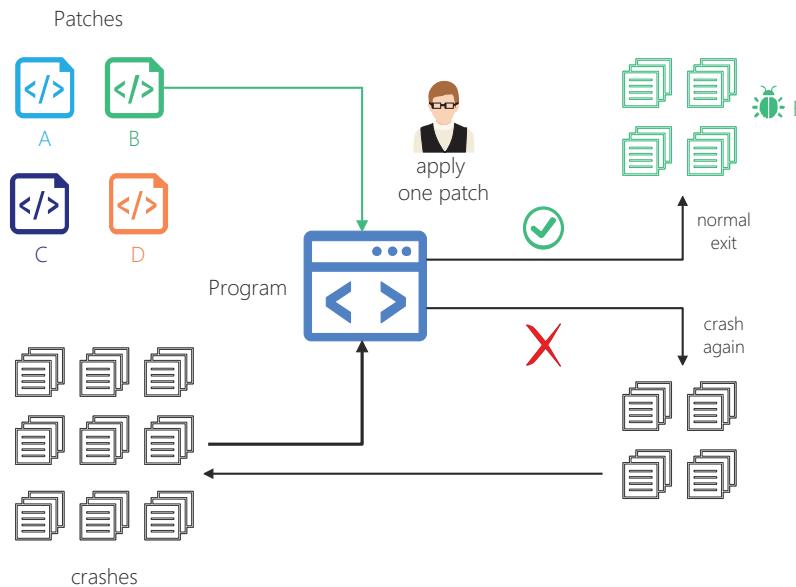 Patches
</>
</>
A
B
</>
</>
C
D
apply
one patch
Program
< >
normal
exit
crash
again
crashes